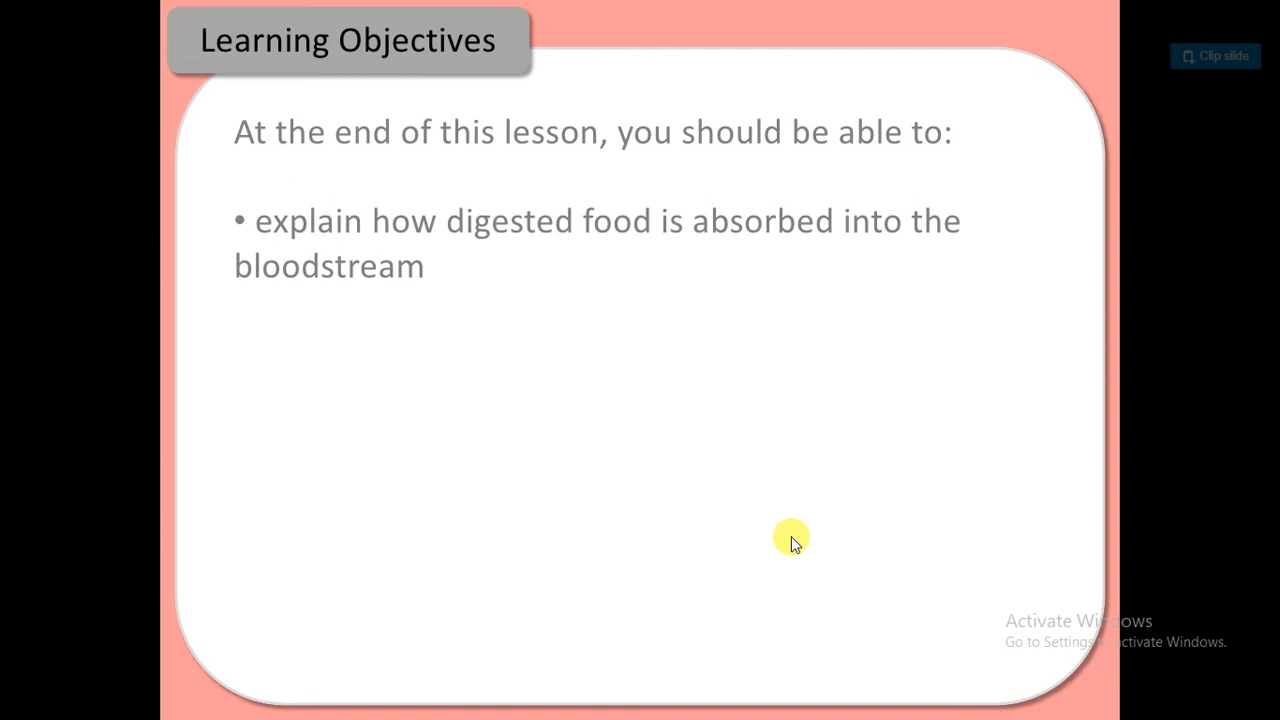 Learning Objectives
Clip slide
At the end of this lesson, you should be able to:
• explain how digested food is absorbed into the
bloodstream
Activate Windows
Go to Settings to activate Windows.